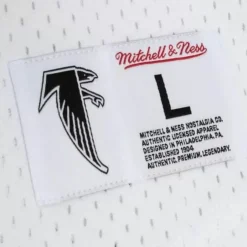 Mitchell & Ness
L
MITCHELL & NESS NOSTALGIA CO.
AUTHENTIC LICENSED APPAREL
DESIGNED IN PHILADELPHIA, PA.
ESTABLISHED 1904
AUTHENTIC. PREMIUM. LEGENDARY.